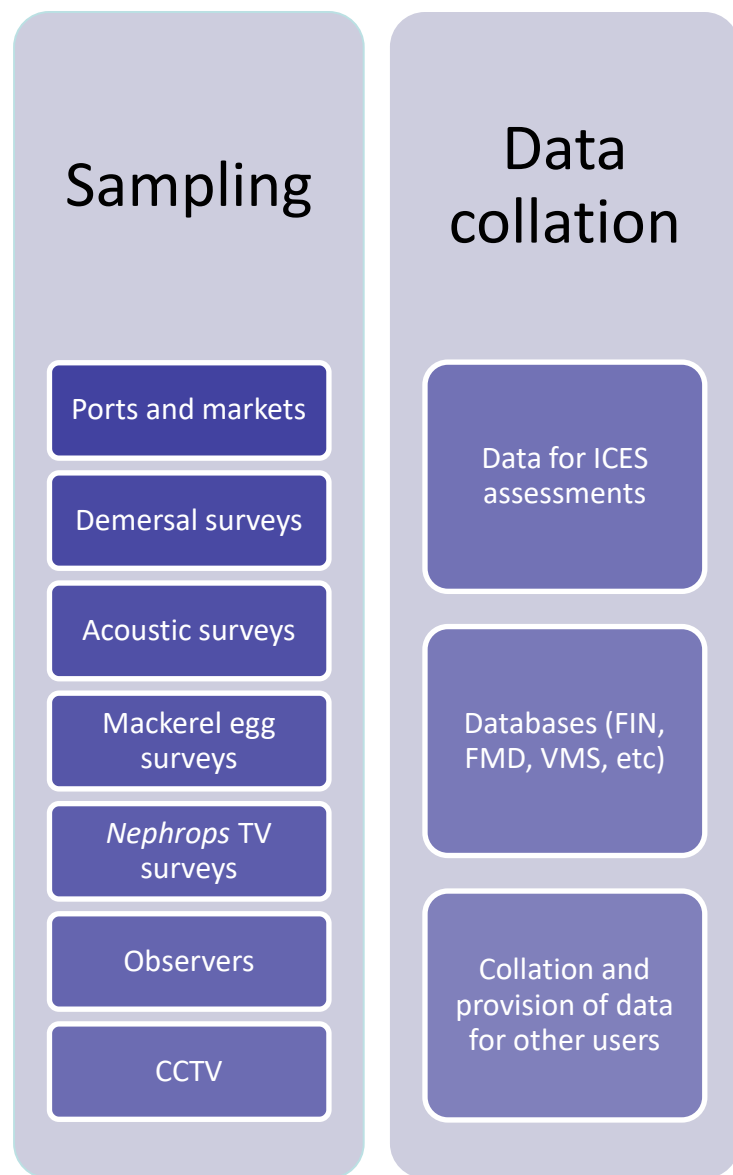 Sampling
Ports and markets
Demersal surveys
Acoustic surveys
Mackerel egg
surveys
Nephrops TV
surveys
Observers
CCTV
Data
collation
Data for ICES
assessments
Databases (FIN,
FMD, VMS, etc)
Collation and
provision of data
for other users